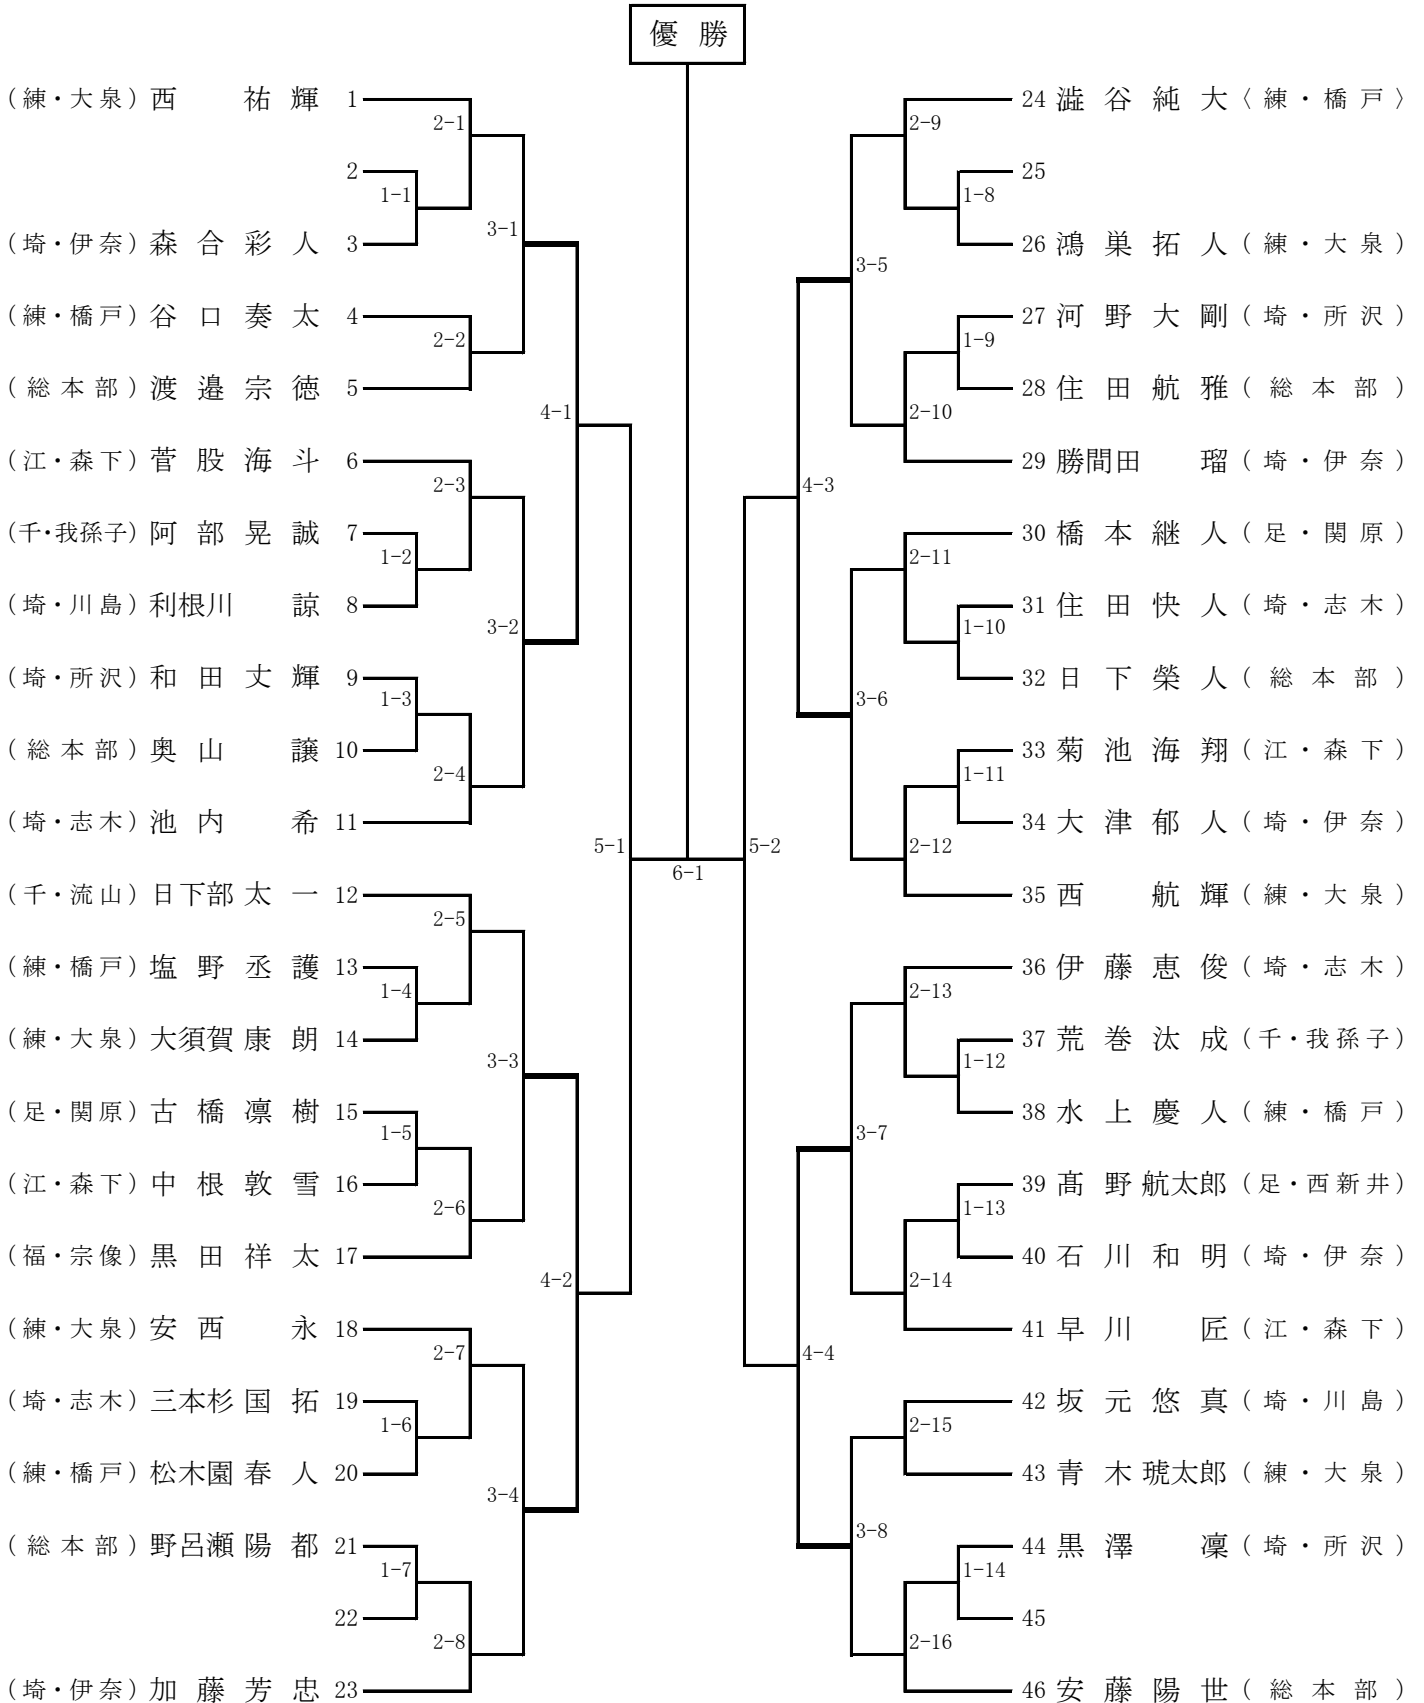 優勝
(練・大泉) 西 祐輝 1
2-1
2
1-1
(埼・伊奈) 森合彩人 3
3-1
(練・橋戸) 谷口奏太 4
2-2
(総本部) 渡邉宗徳 5
4-1
(江・森下) 菅股海斗 6
2-3
(千・我孫子) 阿部晃誠 7
1-2
(埼・川島) 利根川 諒 8
3-2
(埼・所沢) 和田丈輝 9
1-3
(総本部) 奥山 譲 10
2-4
(埼・志木) 池内 希 11
5-1
(千・流山) 日下部太一 12
2-5
(練・橋戸) 塩野丞護 13
1-4
(練・大泉) 大須賀康朗 14
3-3
(足・関原) 古橋凛樹 15
1-5
(江・森下) 中根敦雪 16
2-6
(福・宗像) 黒田祥太 17
4-2
(練・大泉) 安西 永 18
2-7
(埼・志木) 三本杉国拓 19
1-6
(練・橋戸) 松木園春人 20
3-4
(総本部) 野呂瀬陽都 21
1-7
22
2-8
(埼・伊奈) 加藤芳忠 23
6-1
24 澁谷純大〈練・橋戸〉
2-9
25
1-8
26 鴻巣拓人(練・大泉)
3-5
27 河野大剛(埼・所沢)
1-9
28 住田航雅(総本部)
2-10
29 勝間田 瑠(埼・伊奈)
4-3
30 橋本継人(足・関原)
2-11
31 住田快人(埼・志木)
1-10
32 日下榮人(総本部)
3-6
33 菊池海翔(江・森下)
1-11
34 大津郁人(埼・伊奈)
2-12
35 西 航輝(練・大泉)
5-2
36 伊藤恵俊(埼・志木)
2-13
37 荒巻汰成(千・我孫子)
1-12
38 水上慶人(練・橋戸)
3-7
39 髙野航太郎(足・西新井)
1-13
40 石川和明(埼・伊奈)
2-14
41 早川 匠(江・森下)
4-4
42 坂元悠真(埼・川島)
2-15
43 青木琥太郎(練・大泉)
3-8
44 黒澤 凜(埼・所沢)
1-14
45
2-16
46 安藤陽世(総本部)